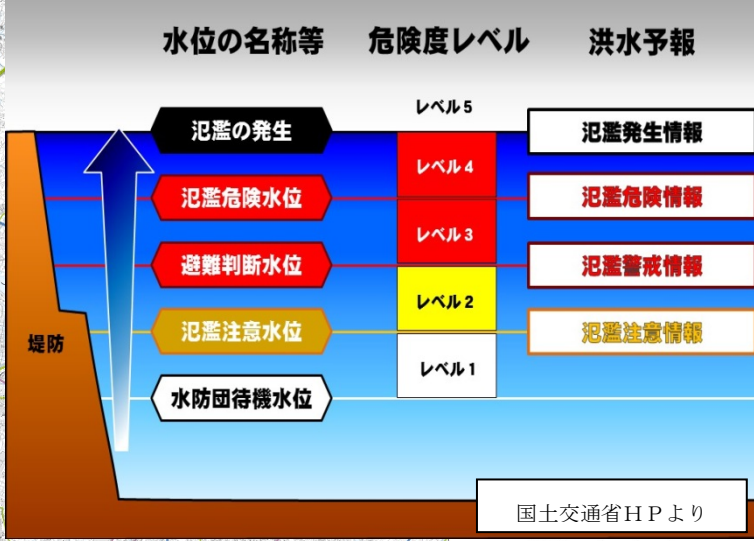 水位の名称等 危険度レベル 洪水予報
レベル5
氾濫の発生 氾濫発生情報
レベル4
氾濫危険水位 氾濫危険情報
レベル3
避難判断水位 氾濫警戒情報
レベル2
氾濫注意水位 氾濫注意情報
堤防
レベル1
水防団待機水位
国土交通省HPより